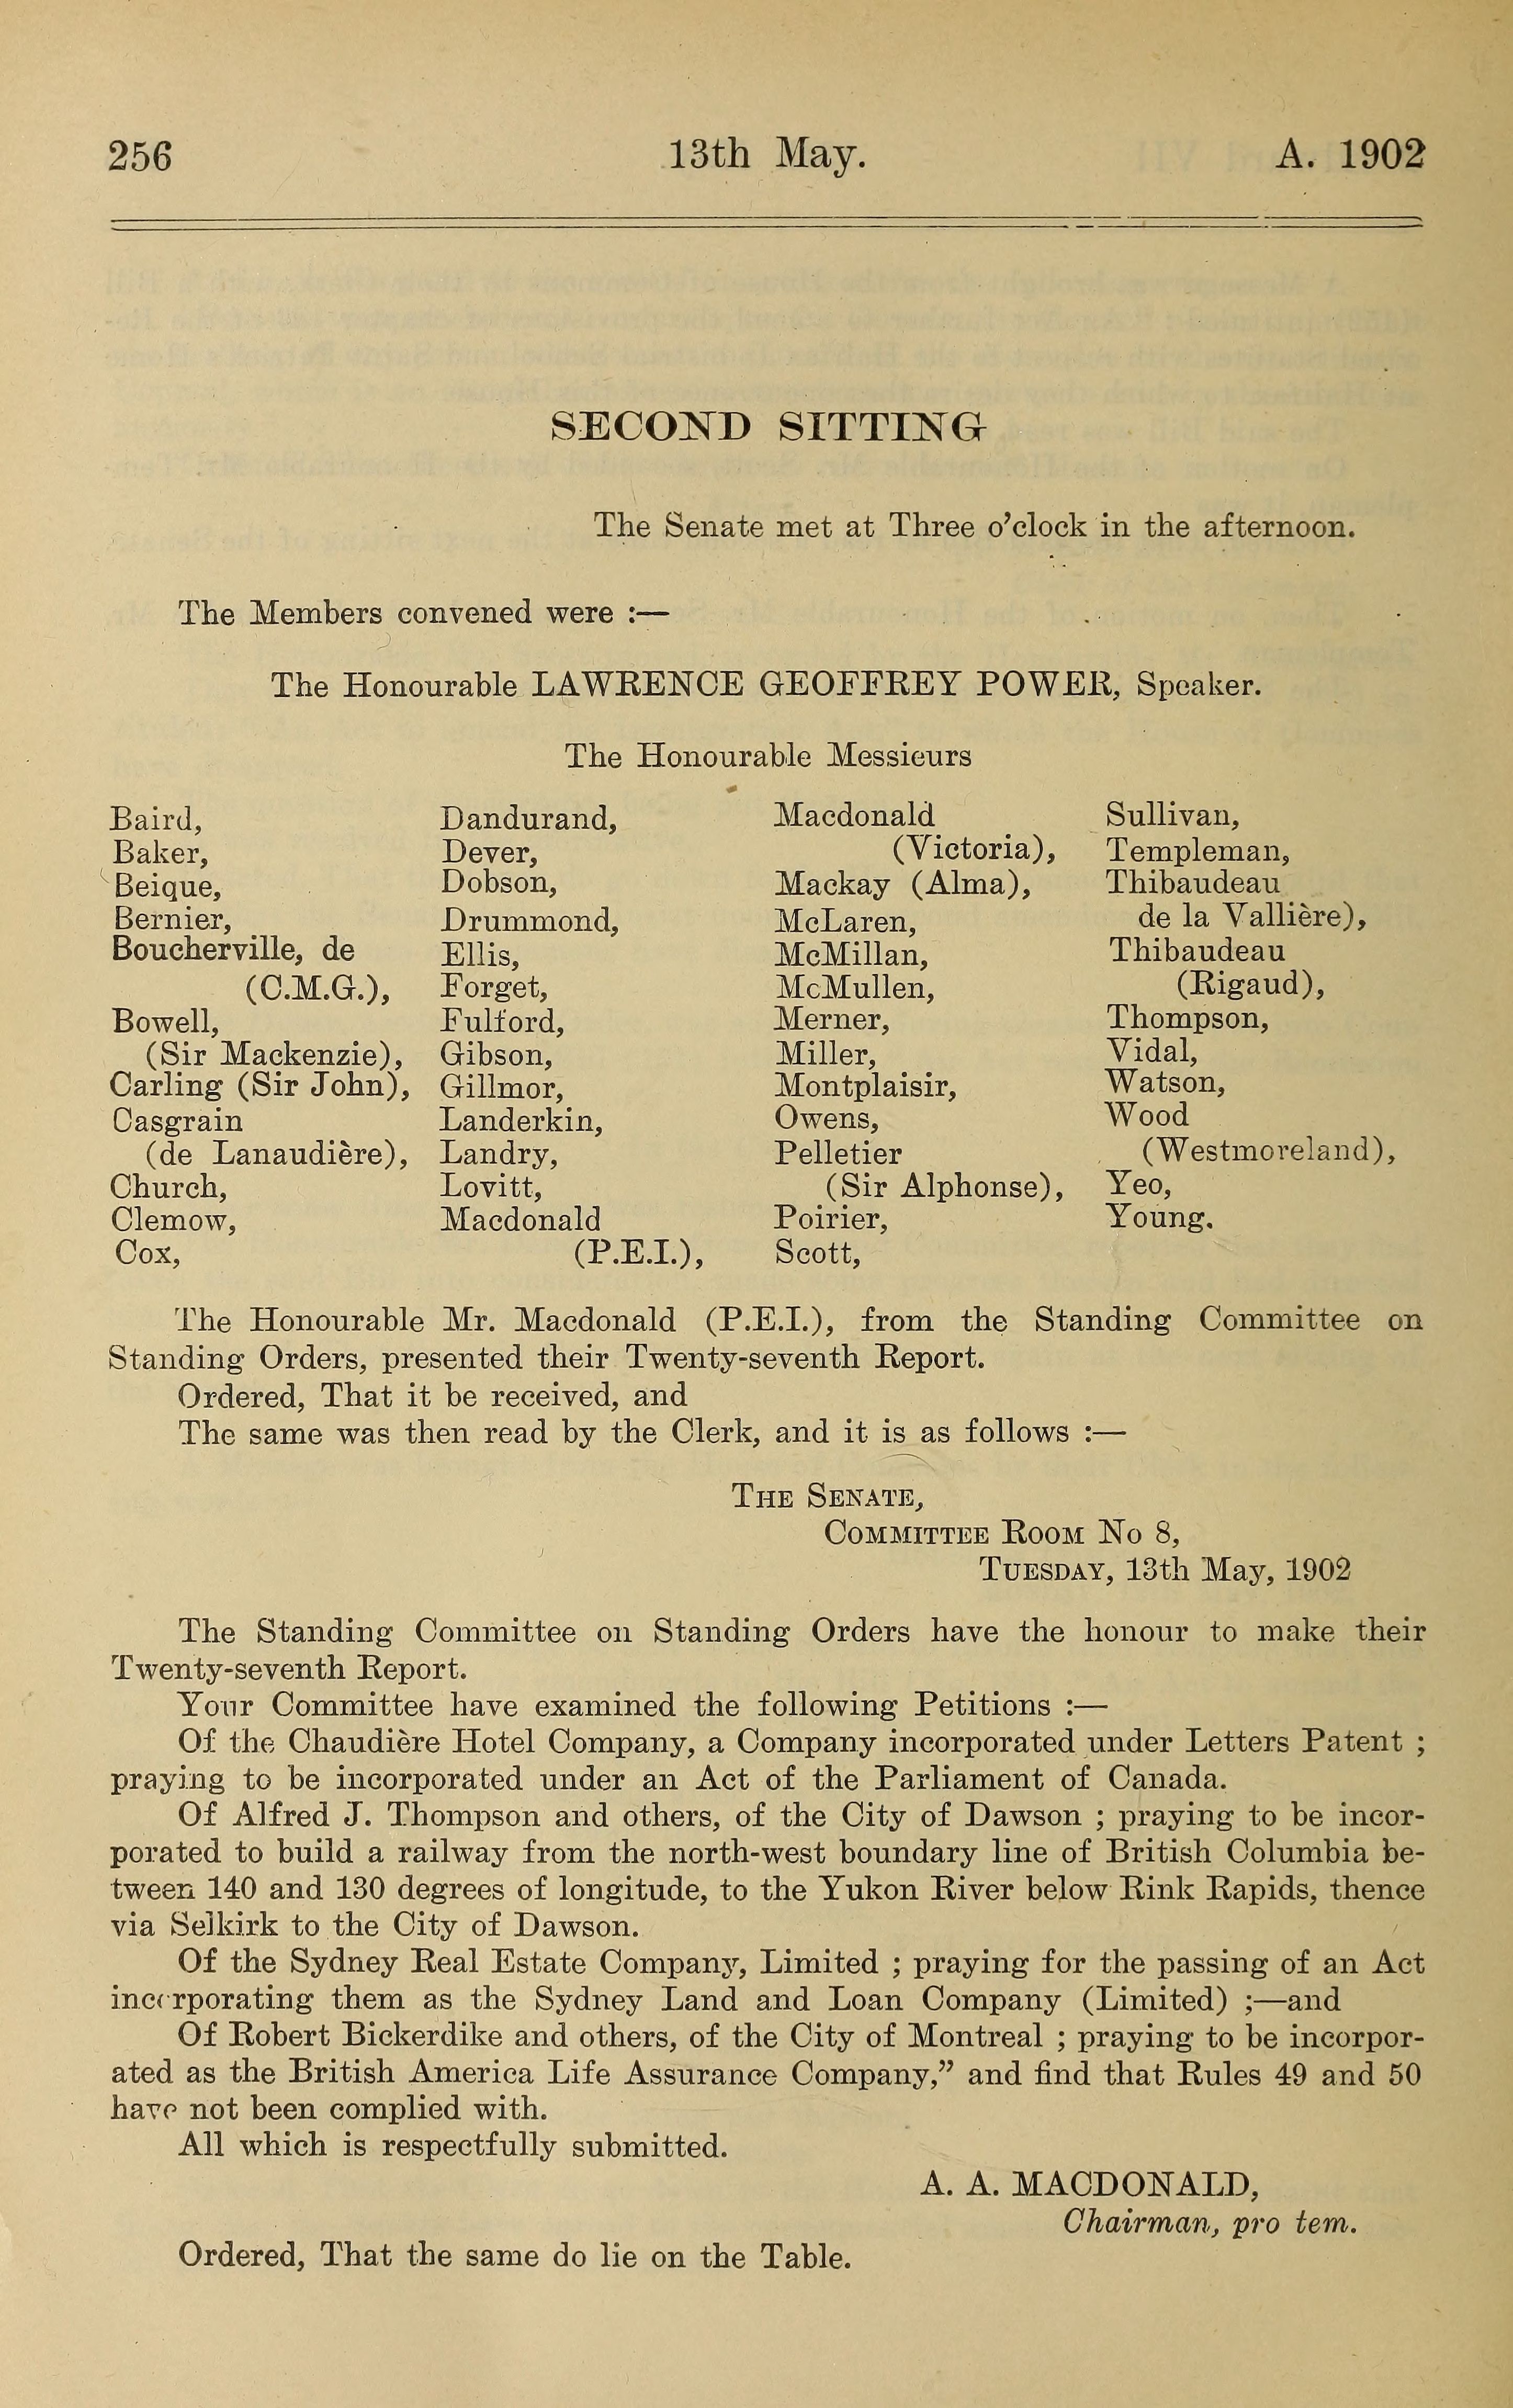 256 13th May. A. 1902
SECOND SITTING
The Senate met at Three o'clock in the afternoon.
The Members convened were :—
The Honourable LAWRENCE GEOFFREY POWER, Speaker.
The Honourable Messieurs
Baird,
Baker,
Beique,
Bernier,
Boucherville, de
(C.M.G.),
Bowell,
(Sir Mackenzie),
Carling (Sir John),
Casgrain
(de Lanaudière),
Church,
Clemow,
Cox,
Dandurand,
Dever,
Dobson,
Drummond,
Ellis,
Forget,
Fulford,
Gibson,
Gillmor,
Landerkin,
Landry,
Lovitt,
Macdonald
(P.E.I.),
Macdonald
(Victoria),
Mackay (Alma),
McLaren,
McMillan,
McMullen,
Merner,
Miller,
Montplaisir,
Owens,
Pelletier
(Sir Alphonse),
Poirier,
Scott,
Sullivan,
Templeman,
Thibaudeau
de la Vallière),
Thibaudeau
(Rigaud),
Thompson,
Vidal,
Watson,
Wood
(Westmoreland),
Yeo,
Young.
The Honourable Mr. Macdonald (P.E.I.), from the Standing Committee on
Standing Orders, presented their Twenty-seventh Report.
Ordered, That it be received, and
The same was then read by the Clerk, and it is as follows :—
THE SENATE,
COMMITTEE ROOM No 8,
TUESDAY, 13th May, 1902
The Standing Committee on Standing Orders have the honour to make their
Twenty-seventh Report.
Your Committee have examined the following Petitions :—
Of the Chaudière Hotel Company, a Company incorporated under Letters Patent ;
praying to be incorporated under an Act of the Parliament of Canada.
Of Alfred J. Thompson and others, of the City of Dawson ; praying to be incor-
porated to build a railway from the north-west boundary line of British Columbia be-
tween 140 and 130 degrees of longitude, to the Yukon River below Rink Rapids, thence
via Selkirk to the City of Dawson.
Of the Sydney Real Estate Company, Limited ; praying for the passing of an Act
incorporating them as the Sydney Land and Loan Company (Limited) ;—and
Of Robert Bickerdike and others, of the City of Montreal ; praying to be incorpor-
ated as the British America Life Assurance Company,” and find that Rules 49 and 50
have not been complied with.
All which is respectfully submitted.
A. A. MACDONALD,
Chairman, pro tem.
Ordered, That the same do lie on the Table.